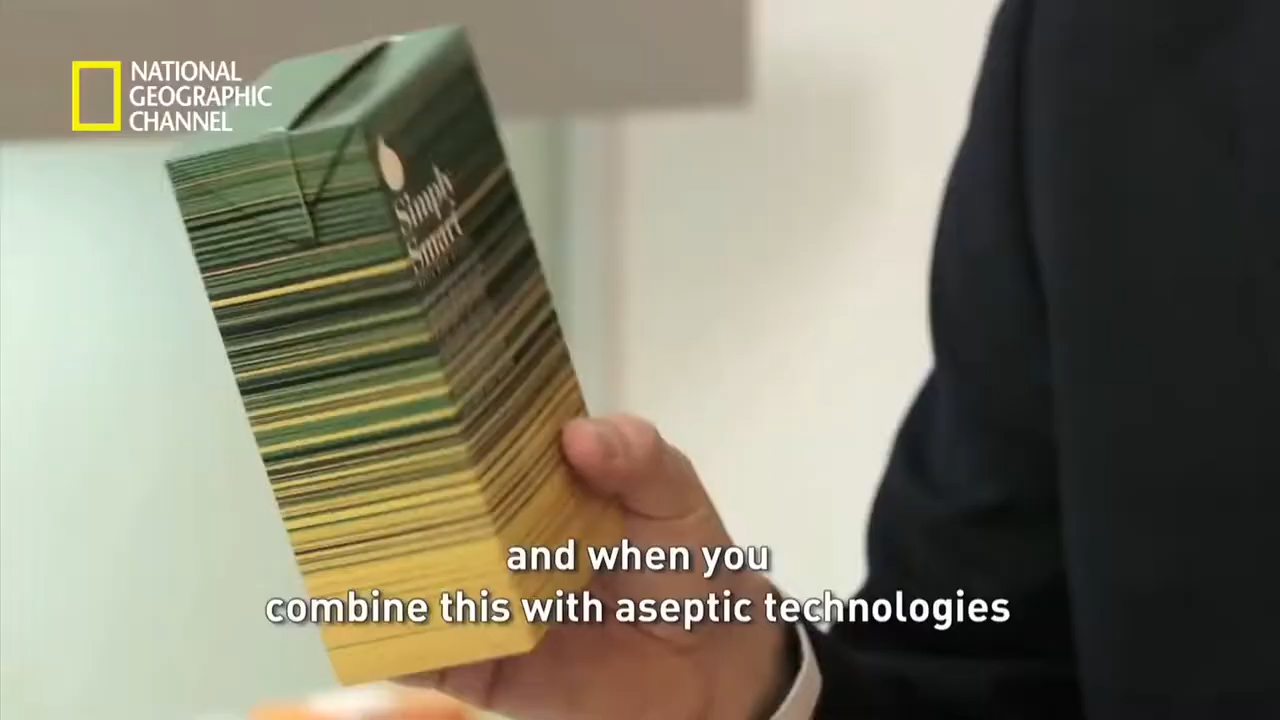 NATIONAL
GEOGRAPHIC
CHANNEL
Simply
Smart
and when you
combine this with aseptic technologies